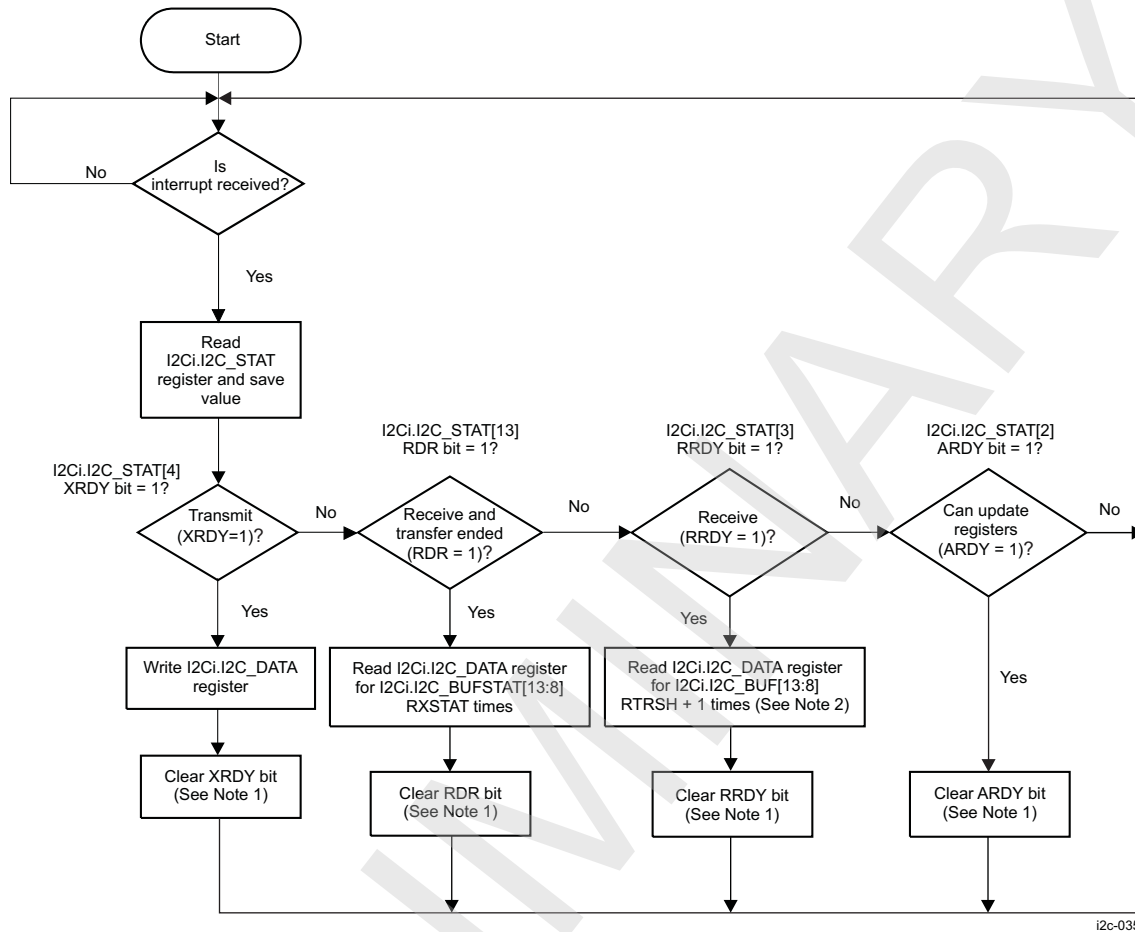 Start
Is
interrupt received?
No
Yes
Read
I2Ci.I2C_STAT
register and save
value
I2Ci.I2C_STAT[4]
XRDY bit = 1?
I2Ci.I2C_STAT[13]
RDR bit = 1?
I2Ci.I2C_STAT[3]
RRDY bit = 1?
I2Ci.I2C_STAT[2]
ARDY bit = 1?
Transmit
(XRDY=1)?
No
Receive and
transfer ended
(RDR = 1)?
No
Receive
(RRDY = 1)?
No
Can update
registers
(ARDY = 1)?
No
Yes
Yes
Yes
Yes
Write I2Ci.I2C_DATA
register
Read I2Ci.I2C_DATA register
for I2Ci.I2C_BUFSTAT[13:8]
RXSTAT times
Read I2Ci.I2C_DATA register
for I2Ci.I2C_BUF[13:8]
RTRSH + 1 times (See Note 2)
Clear XRDY bit
(See Note 1)
Clear RDR bit
(See Note 1)
Clear RRDY bit
(See Note 1)
Clear ARDY bit
(See Note 1)
i2c-035
IMINARY